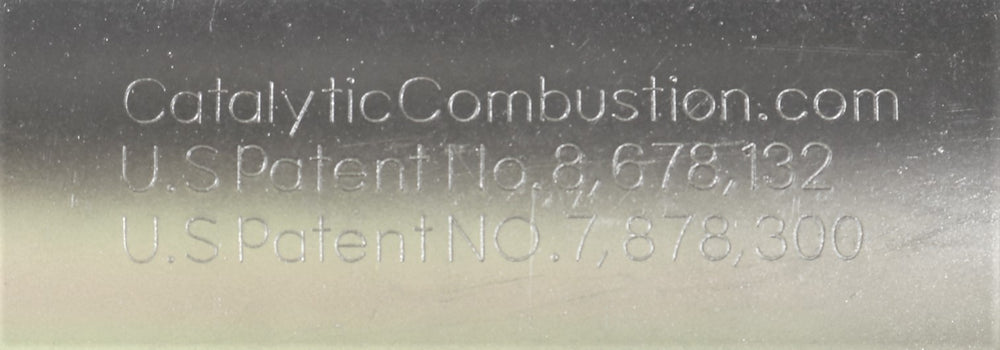 CatalyticCombustion.com
U.S Patent No. 8,678,132
U.S Patent NO. 7,878,300